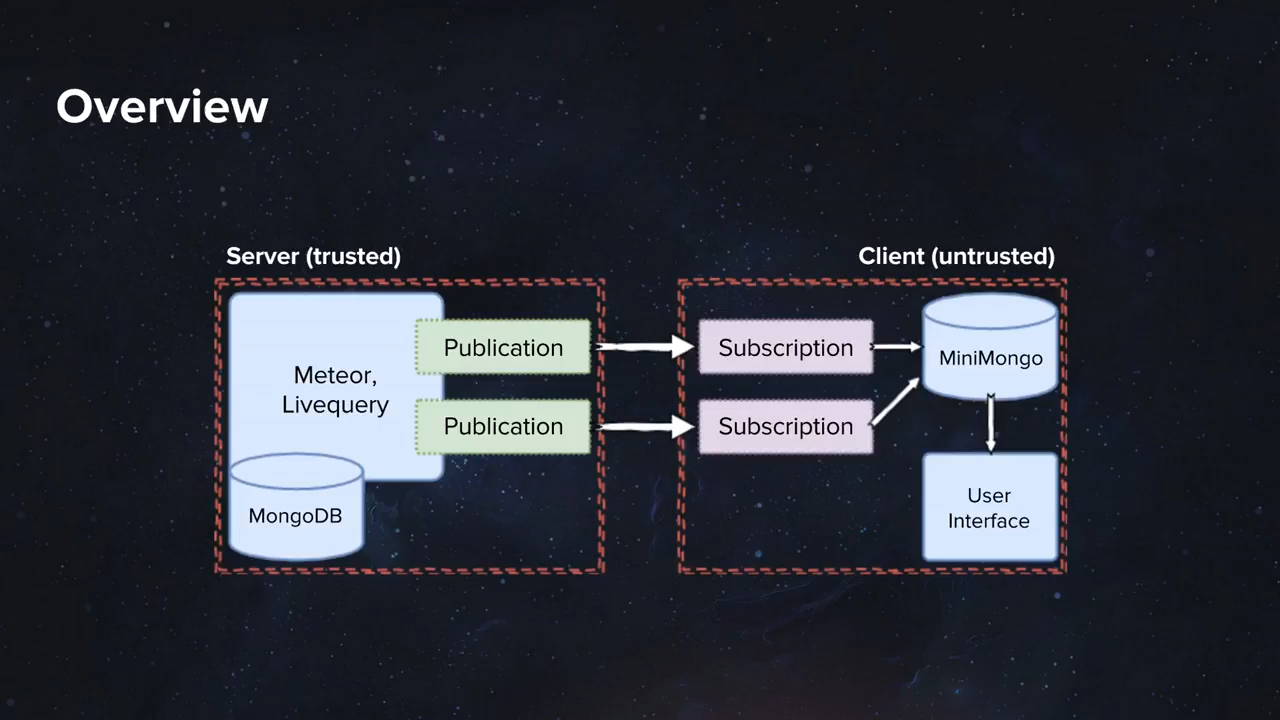 Overview
Server (trusted)
Client (untrusted)
Meteor,
Livequery
MongoDB
Publication
Publication
Subscription
Subscription
MiniMongo
User
Interface